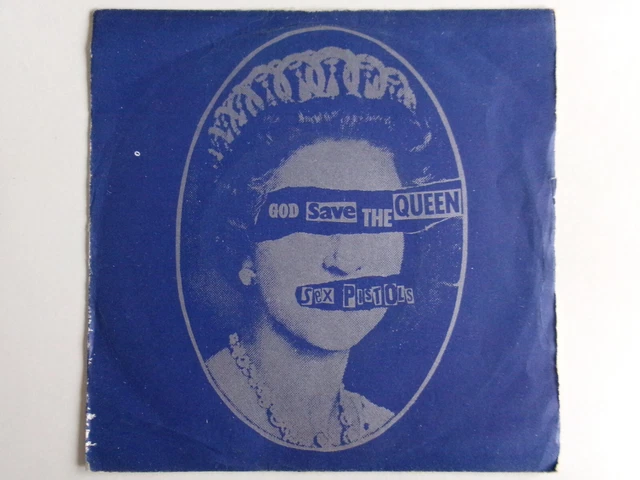 GOD Save THE QUEEN
SEX PISTOLS